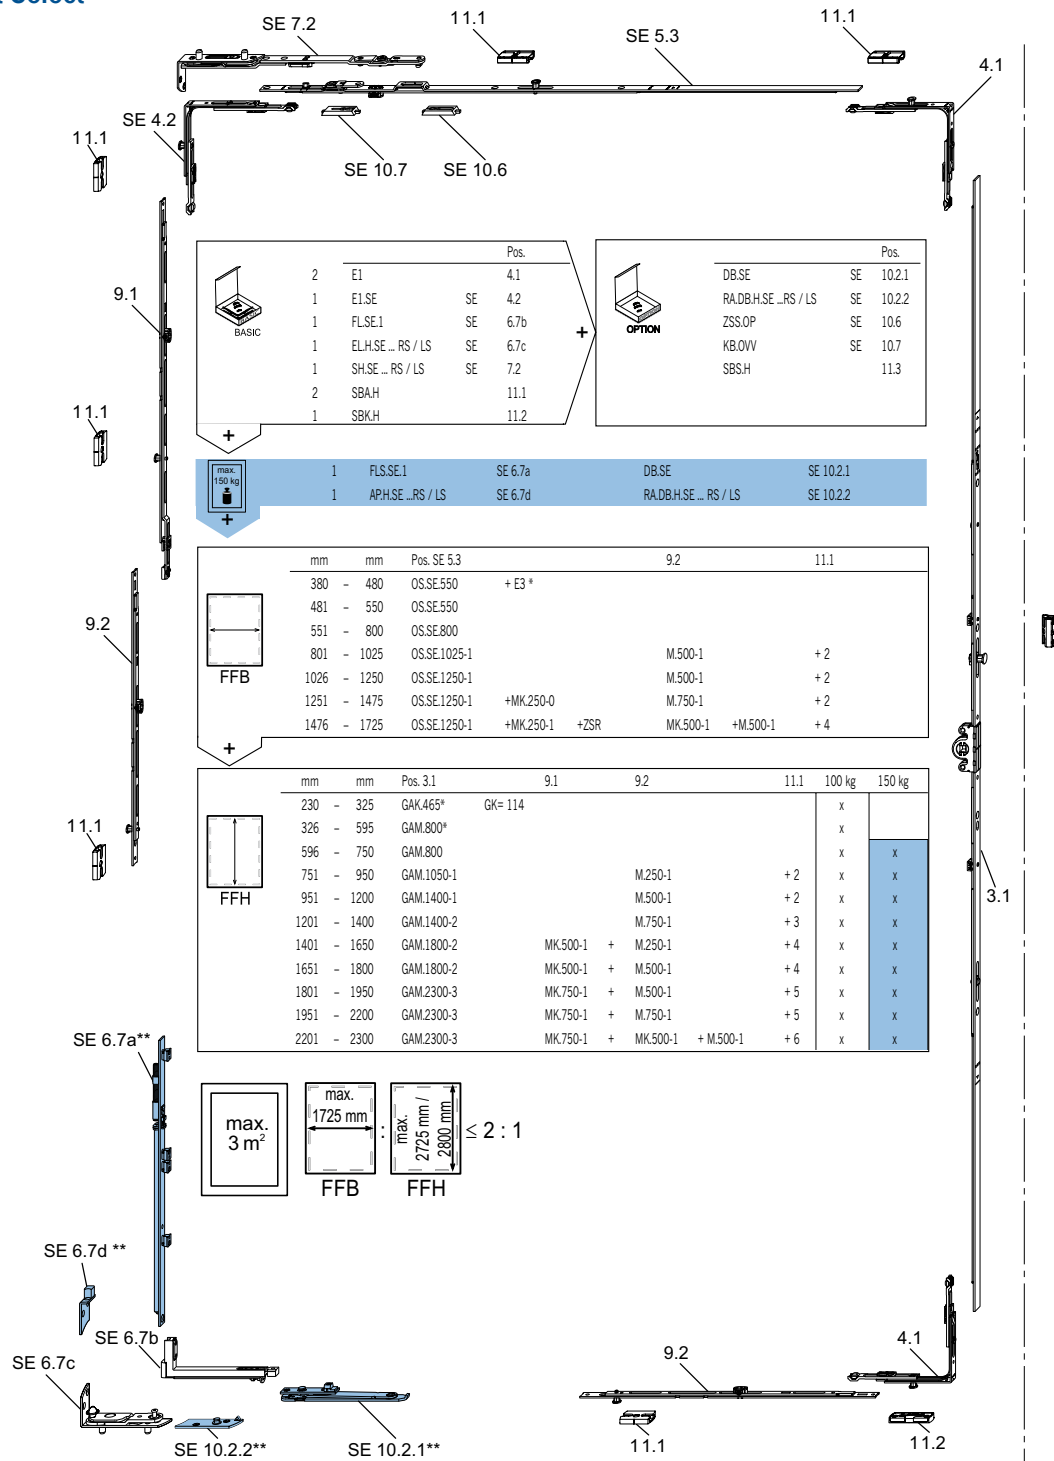 SE 7.2
11.1
SE 5.3
11.1
4.1
SE 4.2
11.1
SE 10.7
SE 10.6
9.1
11.1
9.2
11.1
Pos.
2 E1 4.1
1 E1.SE SE 4.2
1 FL.SE.1 SE 6.7b
1 EL.H.SE ... RS / LS SE 6.7c
1 SH.SE ... RS / LS SE 7.2
2 SBA.H 11.1
1 SBK.H 11.2
BASIC
+
+
Pos.
DB.SE SE 10.2.1
RA.DB.H.SE ...RS / LS SE 10.2.2
ZSS.OP SE 10.6
KB.OVV SE 10.7
SBS.H 11.3
OPTION
max.
150 kg
1 FLS.SE.1 SE 6.7a DB.SE SE 10.2.1
1 AP.H.SE ...RS / LS SE 6.7d RA.DB.H.SE ... RS / LS SE 10.2.2
+
mm mm Pos. SE 5.3 9.2 11.1
380 – 480 OS.SE.550 + E3 *
481 – 550 OS.SE.550
551 – 800 OS.SE.800
801 – 1025 OS.SE.1025-1 M.500-1 + 2
1026 – 1250 OS.SE.1250-1 M.500-1 + 2
1251 – 1475 OS.SE.1250-1 +MK.250-0 M.750-1 + 2
1476 – 1725 OS.SE.1250-1 +MK.250-1 +ZSR MK.500-1 +M.500-1 + 4
FFB
+
mm mm Pos. 3.1 9.1 9.2 11.1 100 kg 150 kg
230 – 325 GAK.465* GK= 114 x
326 – 595 GAM.800* x
596 – 750 GAM.800 x x
751 – 950 GAM.1050-1 M.250-1 + 2 x x
951 – 1200 GAM.1400-1 M.500-1 + 2 x x
1201 – 1400 GAM.1400-2 M.750-1 + 3 x x
1401 – 1650 GAM.1800-2 MK.500-1 + M.250-1 + 4 x x
1651 – 1800 GAM.1800-2 MK.500-1 + M.500-1 + 4 x x
1801 – 1950 GAM.2300-3 MK.750-1 + M.500-1 + 5 x x
1951 – 2200 GAM.2300-3 MK.750-1 + M.750-1 + 5 x x
2201 – 2300 GAM.2300-3 MK.750-1 + MK.500-1 + M.500-1 + 6 x x
FFH
3.1
SE 6.7a**
max.
3 m²
max.
1725 mm
FFB
:
max.
2725 mm /
2800 mm
FFH
≤ 2 : 1
SE 6.7d **
SE 6.7b
SE 6.7c
SE 10.2.2**
SE 10.2.1**
9.2
4.1
11.1
11.2